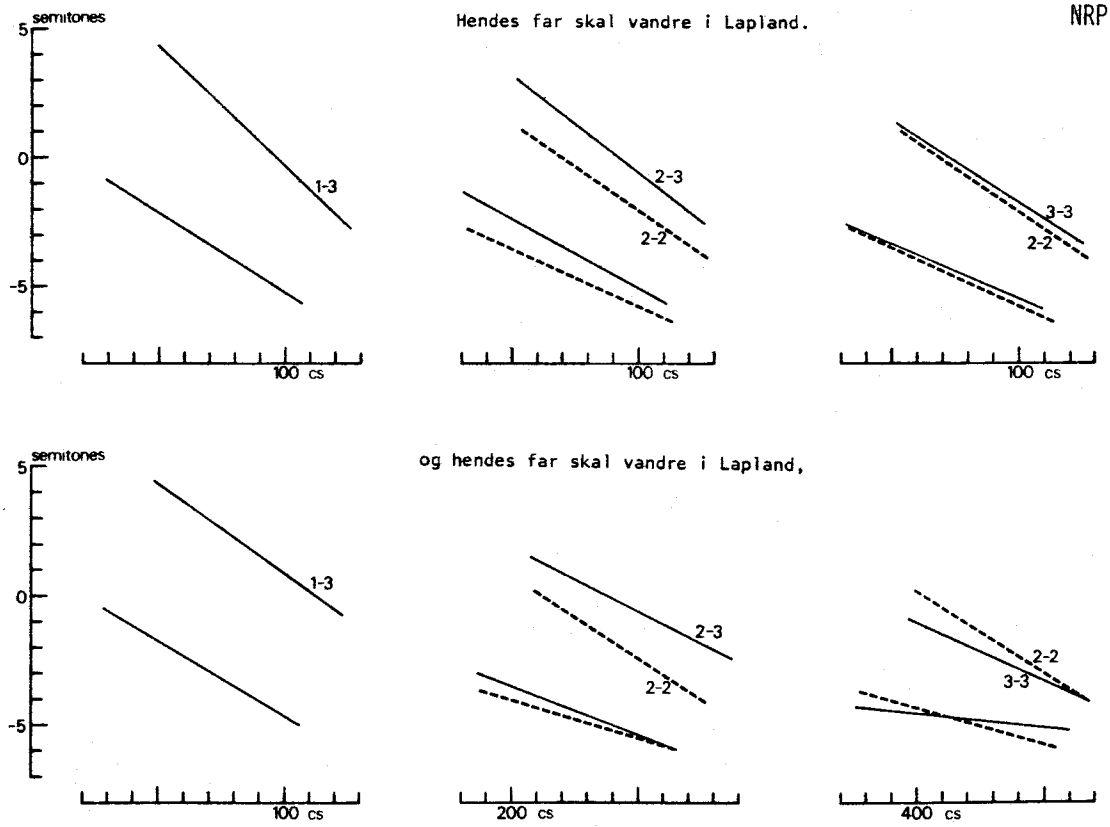 NRP
semitones
Hendes far skal vandre i Lapland.
5
0
-5
1-3
2-3
2-2
3-3
2-2
100 cs
100 cs
100 cs
semitones
og hendes far skal vandre i Lapland,
5
0
-5
1-3
2-3
2-2
2-2
3-3
100 cs
200 cs
400 cs